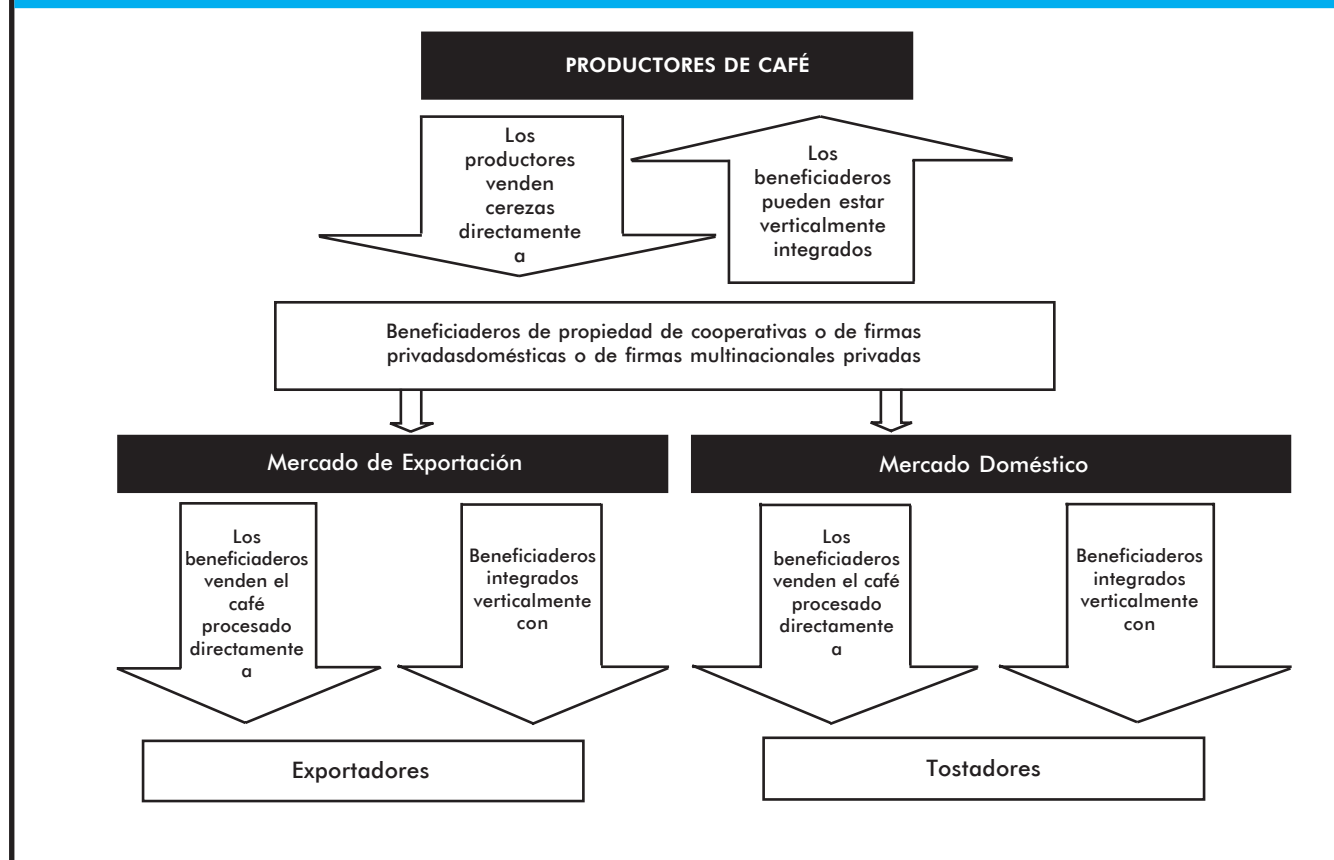 PRODUCTORES DE CAFÉ
Los
productores
venden
cerezas
directamente
a
Los
beneficiaderos
pueden estar
verticalmente
integrados
Beneficiaderos de propiedad de cooperativas o de firmas
privadasdomésticas o de firmas multinacionales privadas
Mercado de Exportación
Mercado Doméstico
Los
beneficiaderos
venden el
café
procesado
directamente
a
Beneficiaderos
integrados
verticalmente
con
Los
beneficiaderos
venden el café
procesado
directamente
a
Beneficiaderos
integrados
verticalmente
con
Exportadores
Tostadores